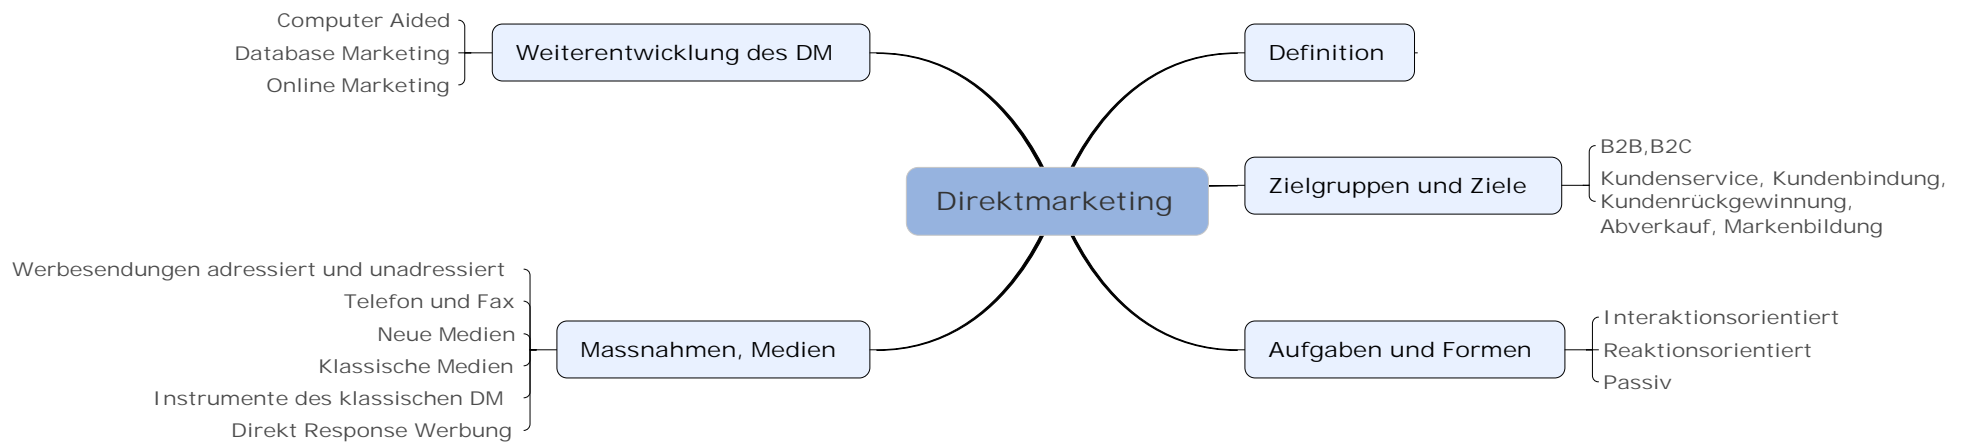 Direktmarketing
Definition
Zielgruppen und Ziele
B2B,B2C
Kundenservice, Kundenbindung,
Kundenrückgewinnung,
Abverkauf, Markenbildung
Aufgaben und Formen
Interaktionsorientiert
Reaktionsorientiert
Passiv
Weiterentwicklung des DM
Computer Aided
Database Marketing
Online Marketing
Massnahmen, Medien
Werbesendungen adressiert und unadressiert
Telefon und Fax
Neue Medien
Klassische Medien
Instrumente des klassischen DM
Direkt Response Werbung